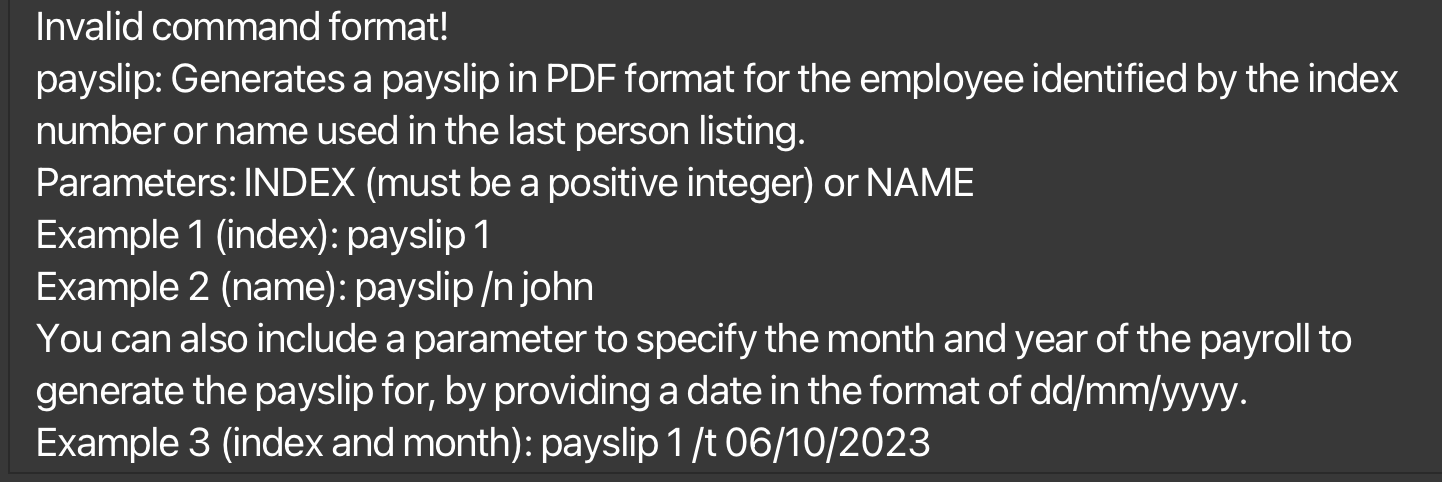 Invalid command format!
payslip: Generates a payslip in PDF format for the employee identified by the index
number or name used in the last person listing.
Parameters: INDEX (must be a positive integer) or NAME
Example 1 (index): payslip 1
Example 2 (name): payslip /n john
You can also include a parameter to specify the month and year of the payroll to
generate the payslip for, by providing a date in the format of dd/mm/yyyy.
Example 3 (index and month): payslip 1 /t 06/10/2023